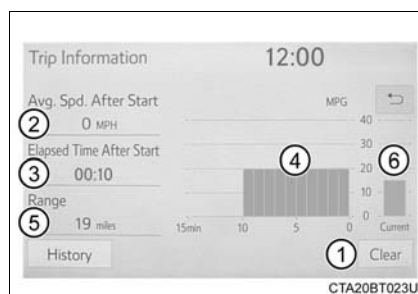 Trip Information 12:00
Avg. Spd. After Start
MPG
2
0 MPH
40
Elapsed Time After Start
30
3
00:10
4
20
6
Range
10
5
19 miles
0
15min 10 5 0 Current
History
1
Clear
CTA20BT023U